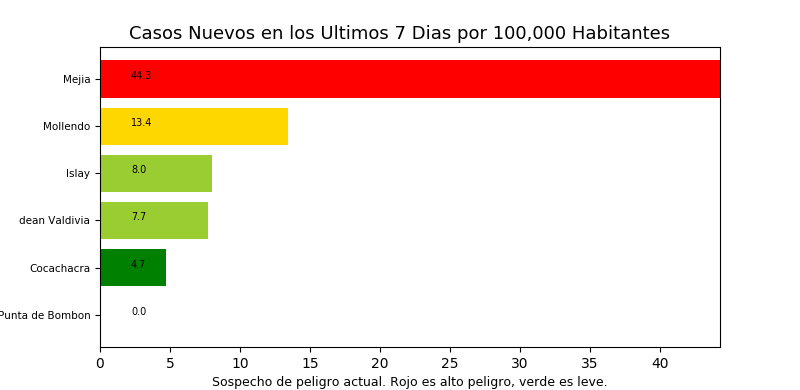 Casos Nuevos en los Ultimos 7 Dias por 100,000 Habitantes
Mejia 44.3
Mollendo 13.4
Islay 8.0
dean Valdivia 7.7
Cocachacra 4.7
Punta de Bombon 0.0
0 5 10 15 20 25 30 35 40
Sospecho de peligro actual. Rojo es alto peligro, verde es leve.